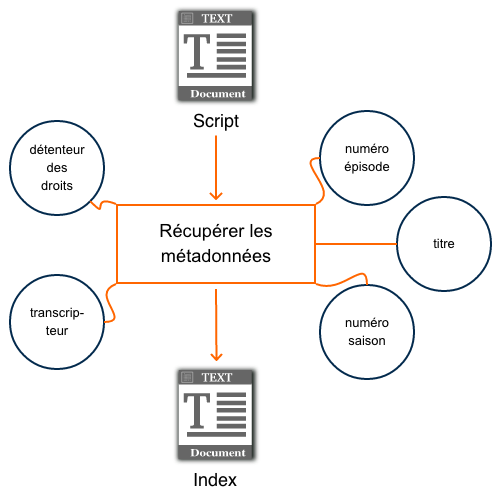 TEXT
T
Document
Script
détenteur
des
droits
numéro
épisode
Récupérer les
métadonnées
titre
transcrip-
teur
numéro
saison
TEXT
T
Document
Index